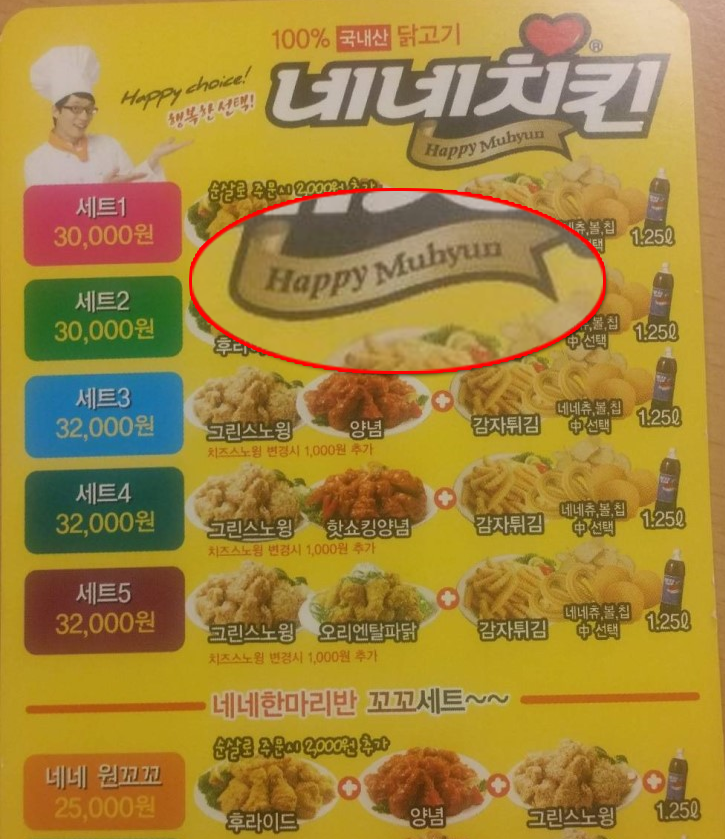 100% 국내산 닭고기
Happy choice!
행복한 선택!
네네치킨
®
Happy Muhyun
세트1
30,000원
순살로 주문시 2,000원 추가
1.25ℓ
Happy Muhyun
세트2
30,000원
볼,칩
中 선택
1.25ℓ
세트3
32,000원
그린스노윙
양념
감자튀김
네네츄,볼,칩
中 선택
1.25ℓ
치즈스노윙 변경시 1,000원 추가
세트4
32,000원
그린스노윙
핫쇼킹양념
감자튀김
네네츄,볼,칩
中 선택
1.25ℓ
치즈스노윙 변경시 1,000원 추가
세트5
32,000원
그린스노윙
오리엔탈파닭
감자튀김
네네츄,볼,칩
中 선택
1.25ℓ
치즈스노윙 변경시 1,000원 추가
네네한마리반 꼬꼬세트~~
순살로 주문시 2,000원 추가
네네 원꼬꼬
25,000원
후라이드
양념
그린스노윙
1.25ℓ